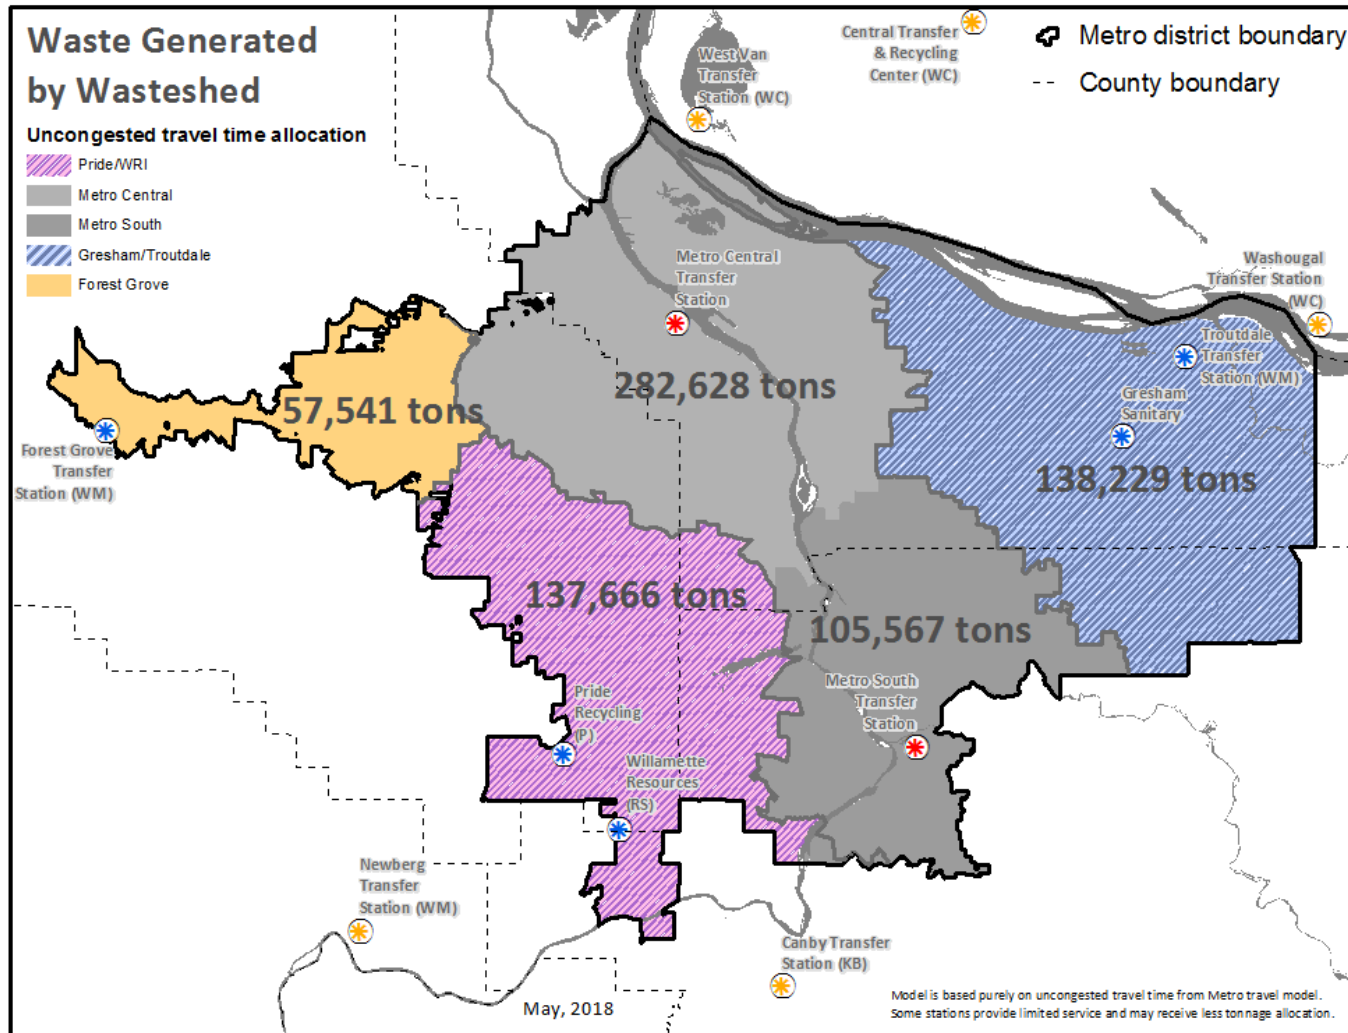 Waste Generated
by Wasteshed
Uncongested travel time allocation
Pride/WRI
Metro Central
Metro South
Gresham/Troutdale
Forest Grove
West Van
Transfer
Station (WC)
Central Transfer
& Recycling
Center (WC)
Metro district boundary
County boundary
Metro Central
Transfer
Station
Washougal
Transfer Station
(WC)
Troutdale
Transfer
Station (WM)
Gresham
Sanitary
282,628 tons
57,541 tons
Forest Grove
Transfer
Station (WM)
138,229 tons
137,666 tons
105,567 tons
Metro South
Transfer
Station
Pride
Recycling
(P)
Willamette
Resources
(RS)
Newberg
Transfer
Station (WM)
Canby Transfer
Station (KB)
May, 2018
Model is based purely on uncongested travel time from Metro travel model.
Some stations provide limited service and may receive less tonnage allocation.